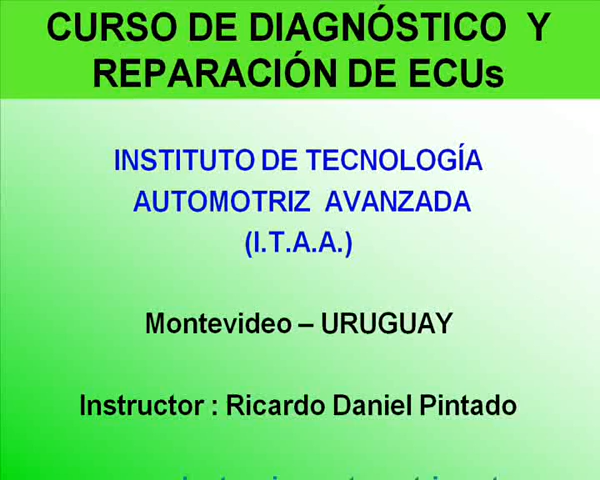 CURSO DE DIAGNÓSTICO Y
REPARACIÓN DE ECUs
INSTITUTO DE TECNOLOGÍA
AUTOMOTRIZ AVANZADA
(I.T.A.A.)
Montevideo – URUGUAY
Instructor : Ricardo Daniel Pintado